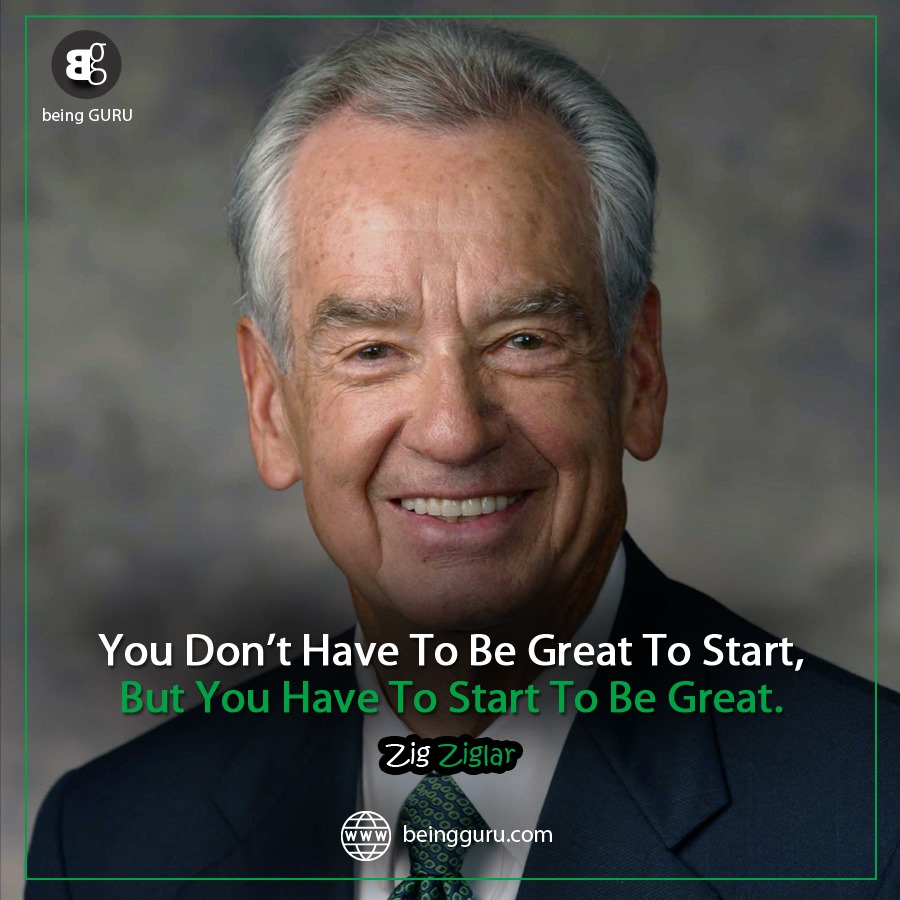 Bg
being GURU
You Don’t Have To Be Great To Start,
But You Have To Start To Be Great.
Zig Ziglar
www beingguru.com